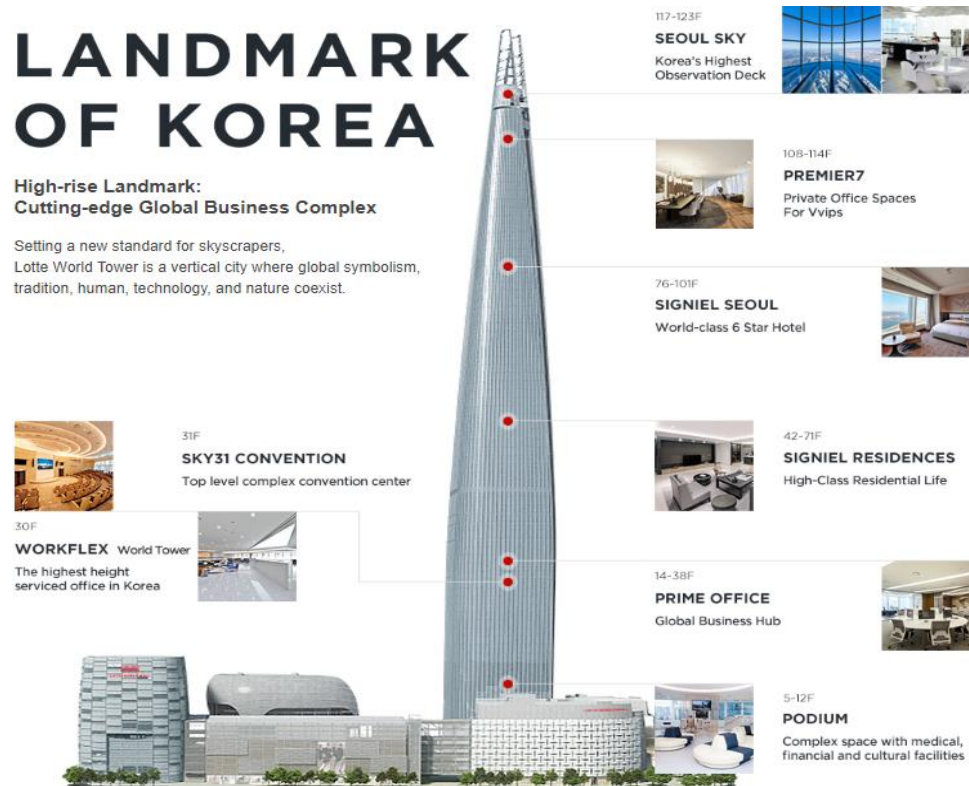 LANDMARK
OF KOREA
High-rise Landmark:
Cutting-edge Global Business Complex
Setting a new standard for skyscrapers,
Lotte World Tower is a vertical city where global symbolism,
tradition, human, technology, and nature coexist.
117-123F
SEOUL SKY
Korea's Highest
Observation Deck
108-114F
PREMIER7
Private Office Spaces
For Vvips
76-101F
SIGNIEL SEOUL
World-class 6 Star Hotel
42-71F
SIGNIEL RESIDENCES
High-Class Residential Life
31F
SKY31 CONVENTION
Top level complex convention center
30F
WORKFLEX World Tower
The highest height
serviced office in Korea
14-38F
PRIME OFFICE
Global Business Hub
5-12F
PODIUM
Complex space with medical,
financial and cultural facilities